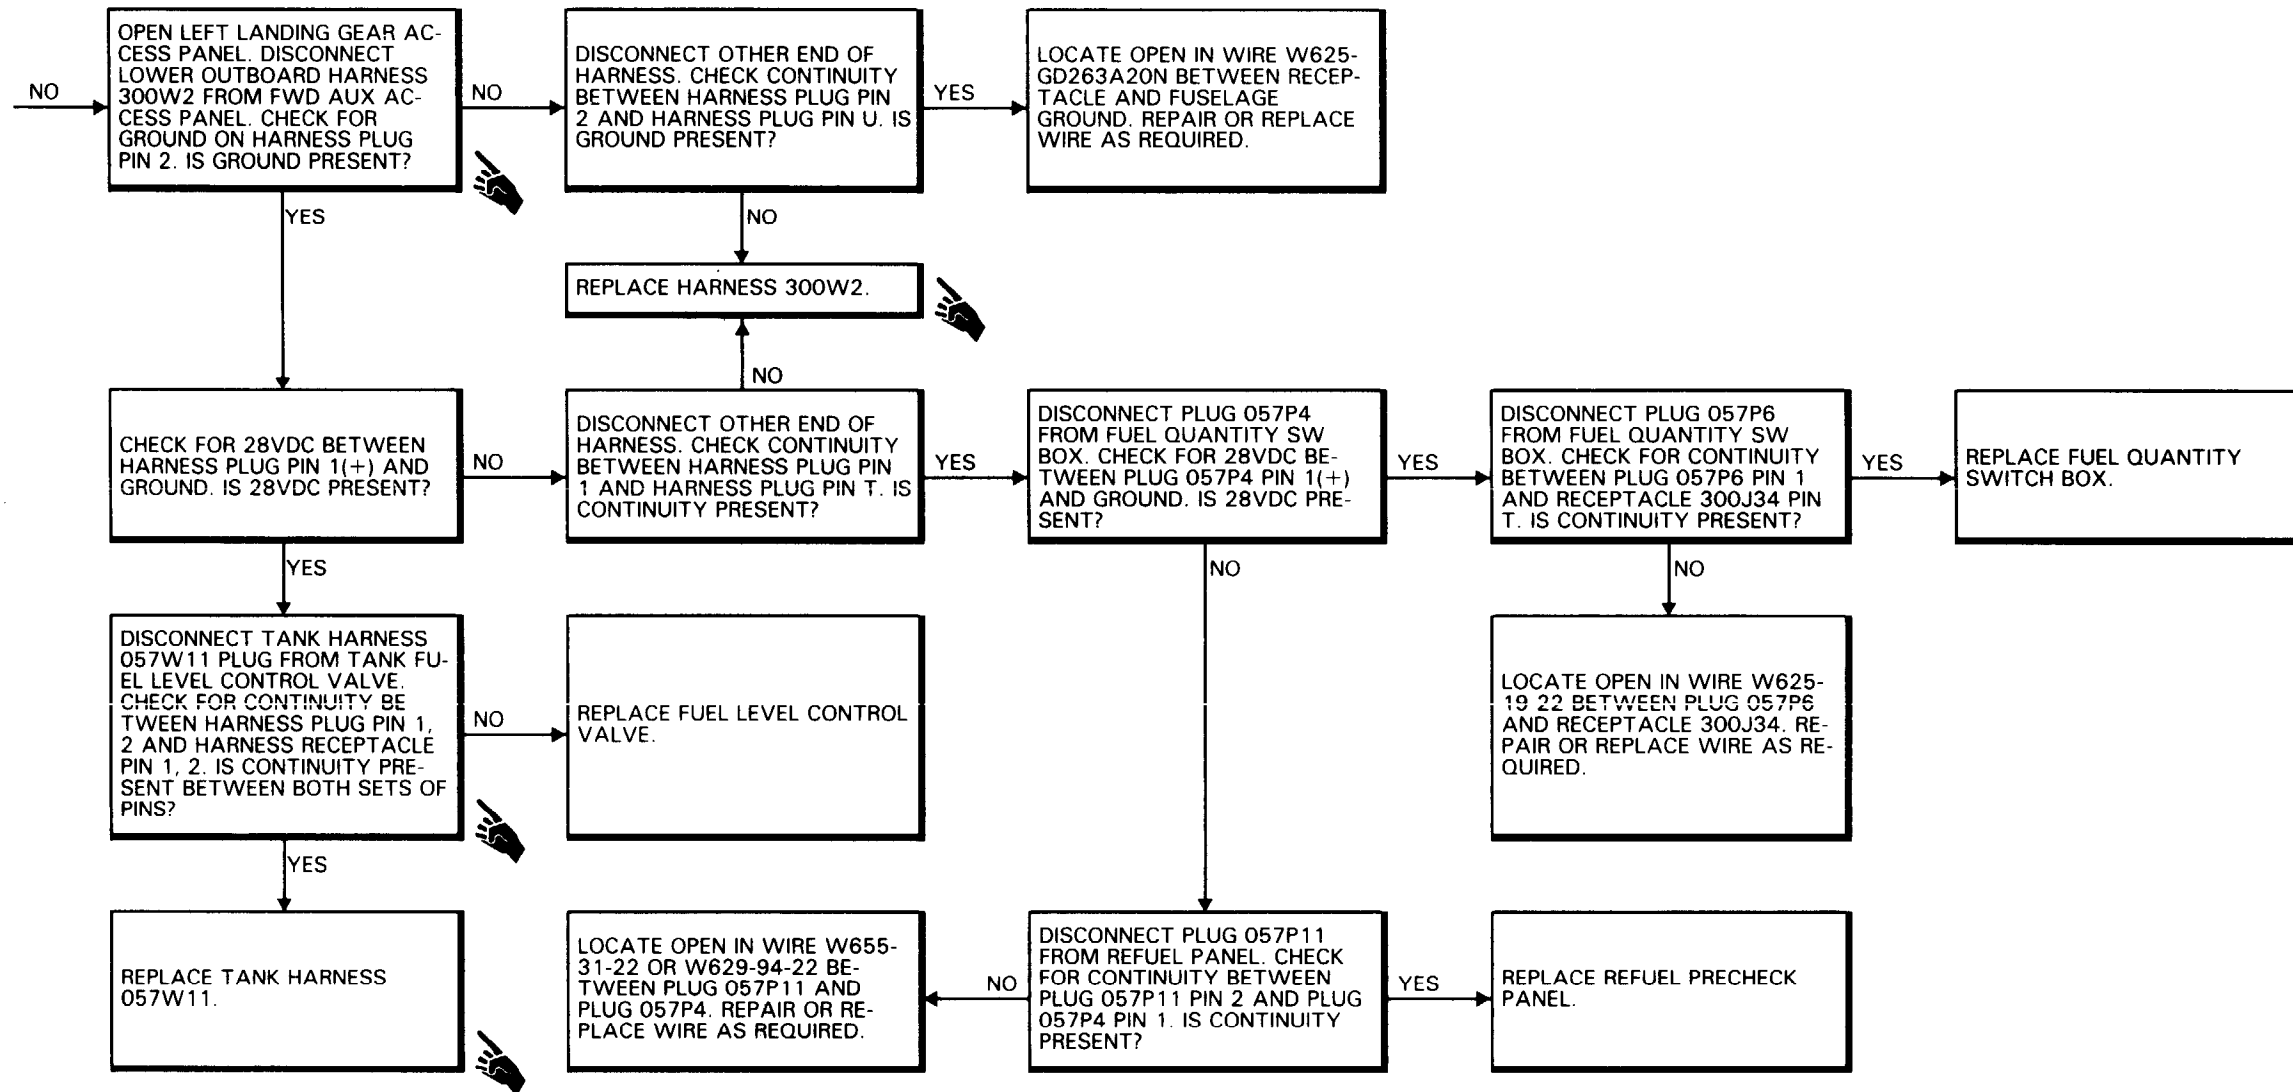 NO
OPEN LEFT LANDING GEAR AC-
CESS PANEL. DISCONNECT
LOWER OUTBOARD HARNESS
300W2 FROM FWD AUX AC-
CESS PANEL. CHECK FOR
GROUND ON HARNESS PLUG
PIN 2. IS GROUND PRESENT?
NO
DISCONNECT OTHER END OF
HARNESS. CHECK CONTINUITY
BETWEEN HARNESS PLUG PIN
2 AND HARNESS PLUG PIN U. IS
GROUND PRESENT?
YES
LOCATE OPEN IN WIRE W625-
GD263A20N BETWEEN RECEP-
TACLE AND FUSELAGE
GROUND. REPAIR OR REPLACE
WIRE AS REQUIRED.
YES
NO
REPLACE HARNESS 300W2.
NO
CHECK FOR 28VDC BETWEEN
HARNESS PLUG PIN 1(+) AND
GROUND. IS 28VDC PRESENT?
NO
DISCONNECT OTHER END OF
HARNESS. CHECK CONTINUITY
BETWEEN HARNESS PLUG PIN
1 AND HARNESS PLUG PIN T. IS
CONTINUITY PRESENT?
YES
DISCONNECT PLUG 057P4
FROM FUEL QUANTITY SW
BOX. CHECK FOR 28VDC BE-
TWEEN PLUG 057P4 PIN 1(+)
AND GROUND. IS 28VDC PRE-
SENT?
YES
DISCONNECT PLUG 057P6
FROM FUEL QUANTITY SW
BOX. CHECK FOR CONTINUITY
BETWEEN PLUG 057P6 PIN 1
AND RECEPTACLE 300J34 PIN
T. IS CONTINUITY PRESENT?
YES
REPLACE FUEL QUANTITY
SWITCH BOX.
YES
NO
NO
DISCONNECT TANK HARNESS
057W11 PLUG FROM TANK FU-
EL LEVEL CONTROL VALVE.
CHECK FOR CONTINUITY BE
TWEEN HARNESS PLUG PIN 1,
2 AND HARNESS RECEPTACLE
PIN 1, 2. IS CONTINUITY PRE-
SENT BETWEEN BOTH SETS OF
PINS?
NO
REPLACE FUEL LEVEL CONTROL
VALVE.
LOCATE OPEN IN WIRE W625-
19-22 BETWEEN PLUG 057P6
AND RECEPTACLE 300J34. RE-
PAIR OR REPLACE WIRE AS RE-
QUIRED.
YES
REPLACE TANK HARNESS
057W11.
LOCATE OPEN IN WIRE W655-
31-22 OR W629-94-22 BE-
TWEEN PLUG 057P11 AND
PLUG 057P4. REPAIR OR RE-
PLACE WIRE AS REQUIRED.
NO
DISCONNECT PLUG 057P11
FROM REFUEL PANEL. CHECK
FOR CONTINUITY BETWEEN
PLUG 057P11 PIN 2 AND PLUG
057P4 PIN 1. IS CONTINUITY
PRESENT?
YES
REPLACE REFUEL PRECHECK
PANEL.